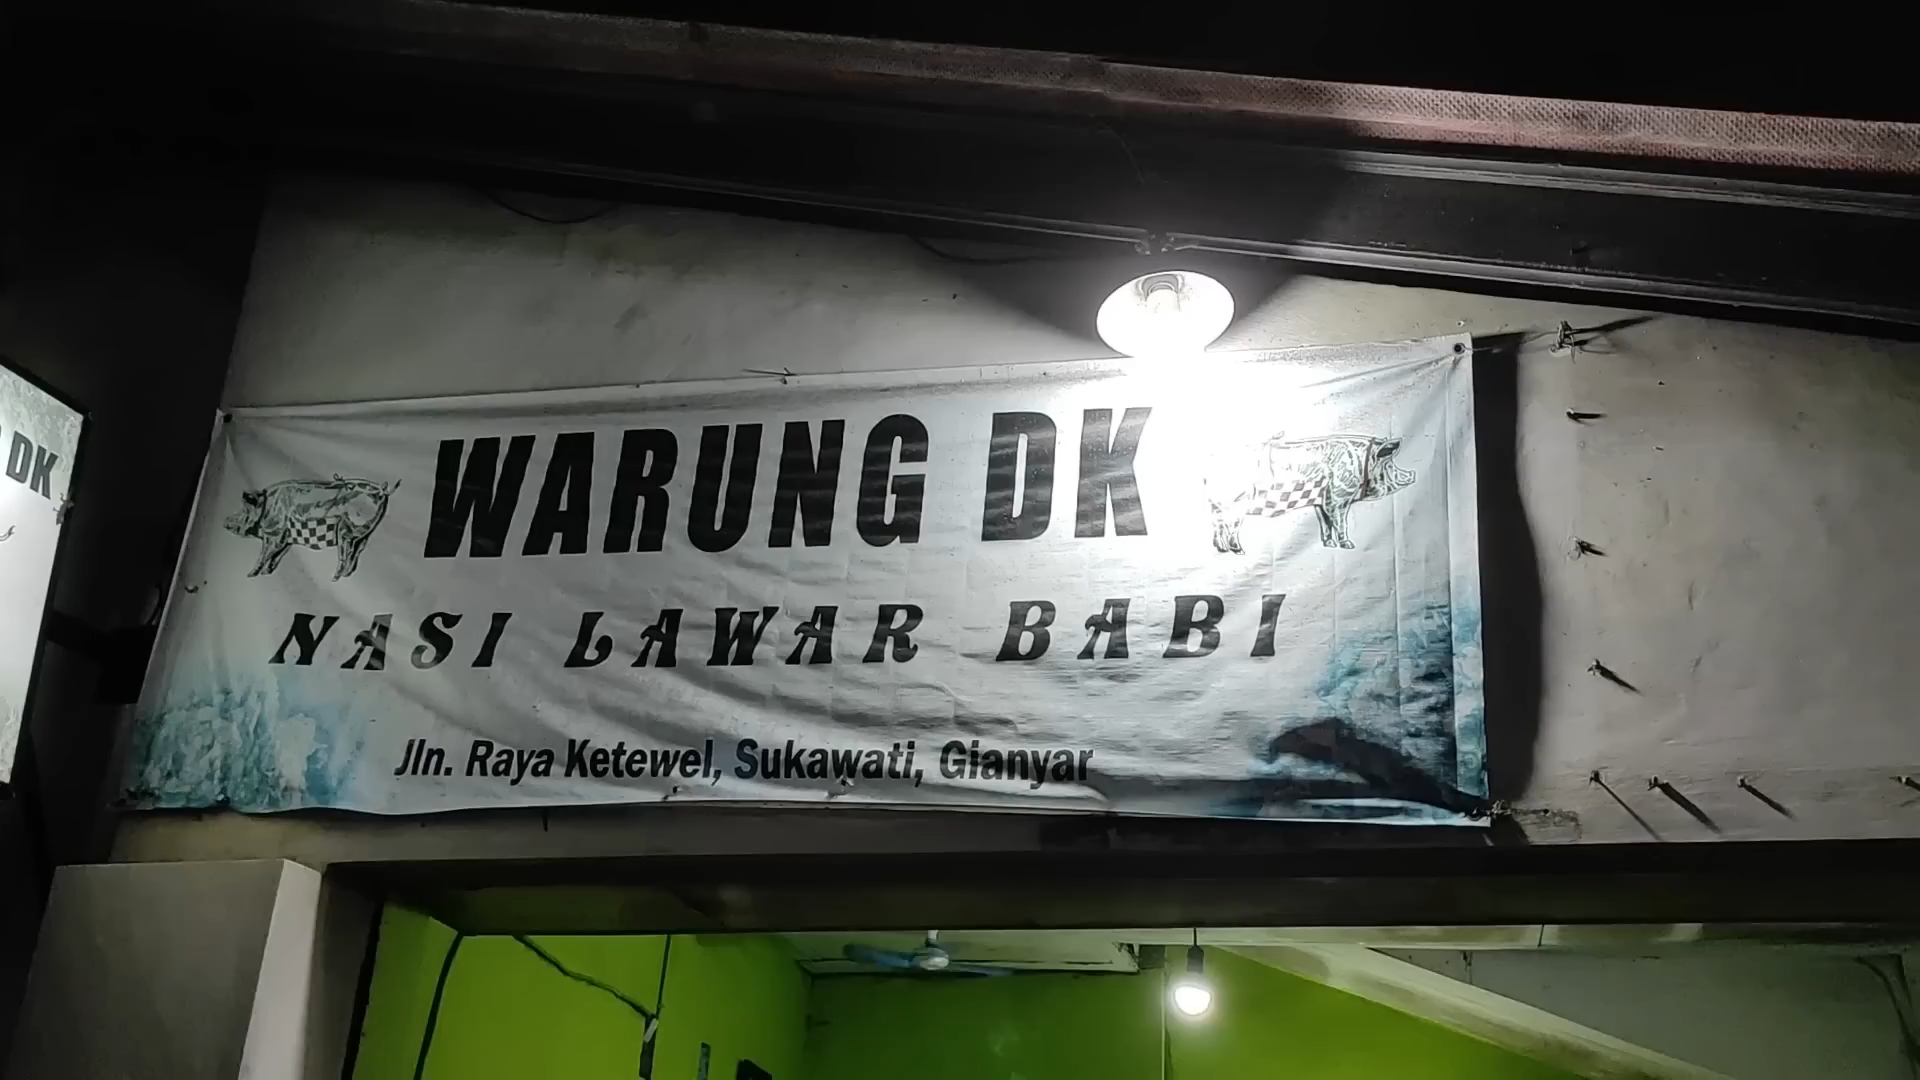 WARUNG DK
NASI LAWAR BABI
Jln. Raya Ketewel, Sukawati, Gianyar
DK